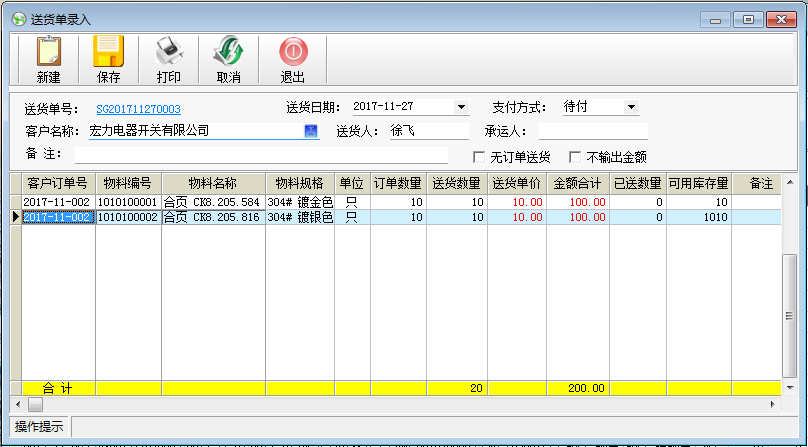 送货单录入
新建 保存 打印 取消 退出
送货单号： SG201711270003 送货日期： 2017-11-27 支付方式： 待付
客户名称： 宏力电器开关有限公司 送货人： 徐飞 承运人：
备 注： 无订单送货 不输出金额
客户订单号 物料编号 物料名称 物料规格 单位 订单数量 送货数量 送货单价 金额合计 已送数量 可用库存量 备注
2017-11-002 1010100001 合页 CK8.205.584 304# 镀金色 只 10 10 10.00 100.00 0 10
2017-11-002 1010100002 合页 CK8.205.816 304# 镀银色 只 10 10 10.00 100.00 0 1010
合 计 20 200.00
操作提示